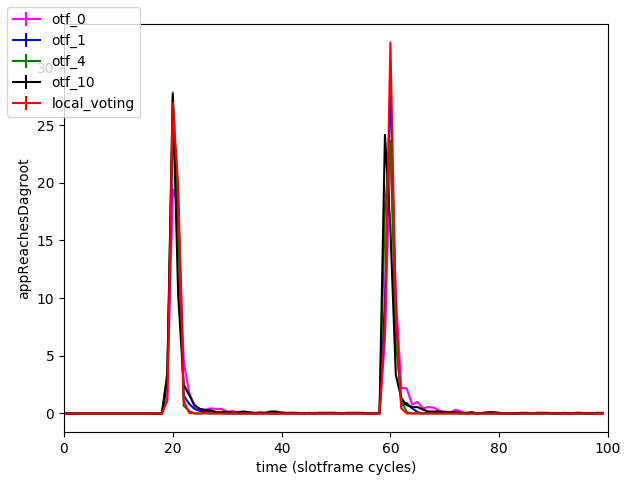 otf_0
otf_1
otf_4
otf_10
local_voting
30
25
20
15
10
5
0
appReachesDagroot
0 20 40 60 80 100
time (slotframe cycles)